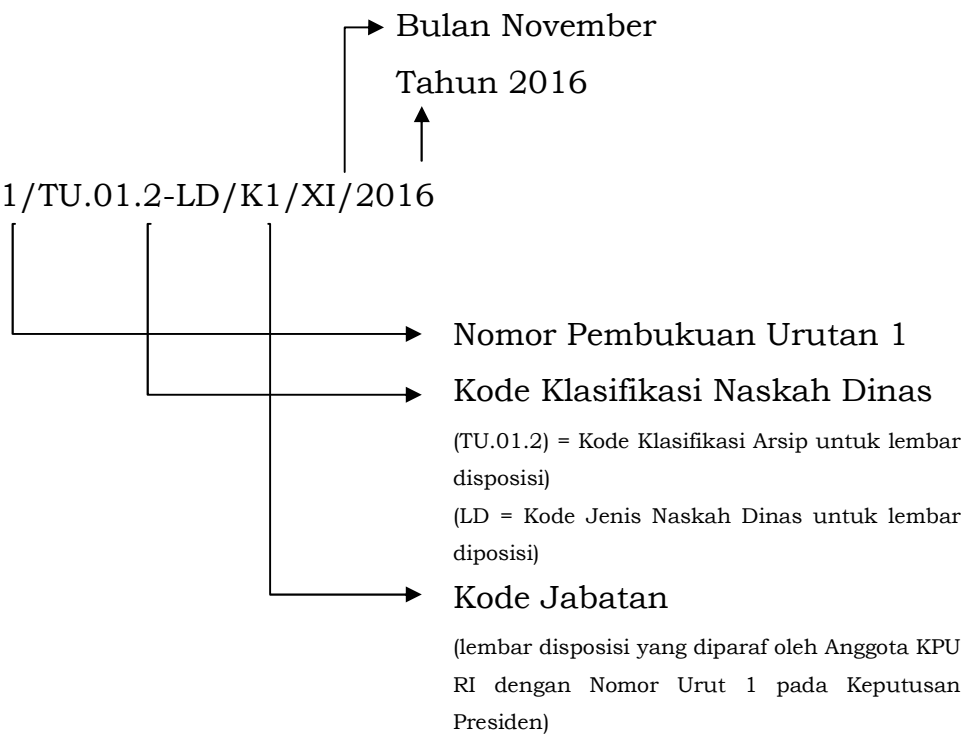 Bulan November
Tahun 2016
1/TU.01.2-LD/K1/XI/2016
Nomor Pembukuan Urutan 1
Kode Klasifikasi Naskah Dinas
(TU.01.2) = Kode Klasifikasi Arsip untuk lembar
disposisi)
(LD = Kode Jenis Naskah Dinas untuk lembar
diposisi)
Kode Jabatan
(lembar disposisi yang diparaf oleh Anggota KPU
RI dengan Nomor Urut 1 pada Keputusan
Presiden)